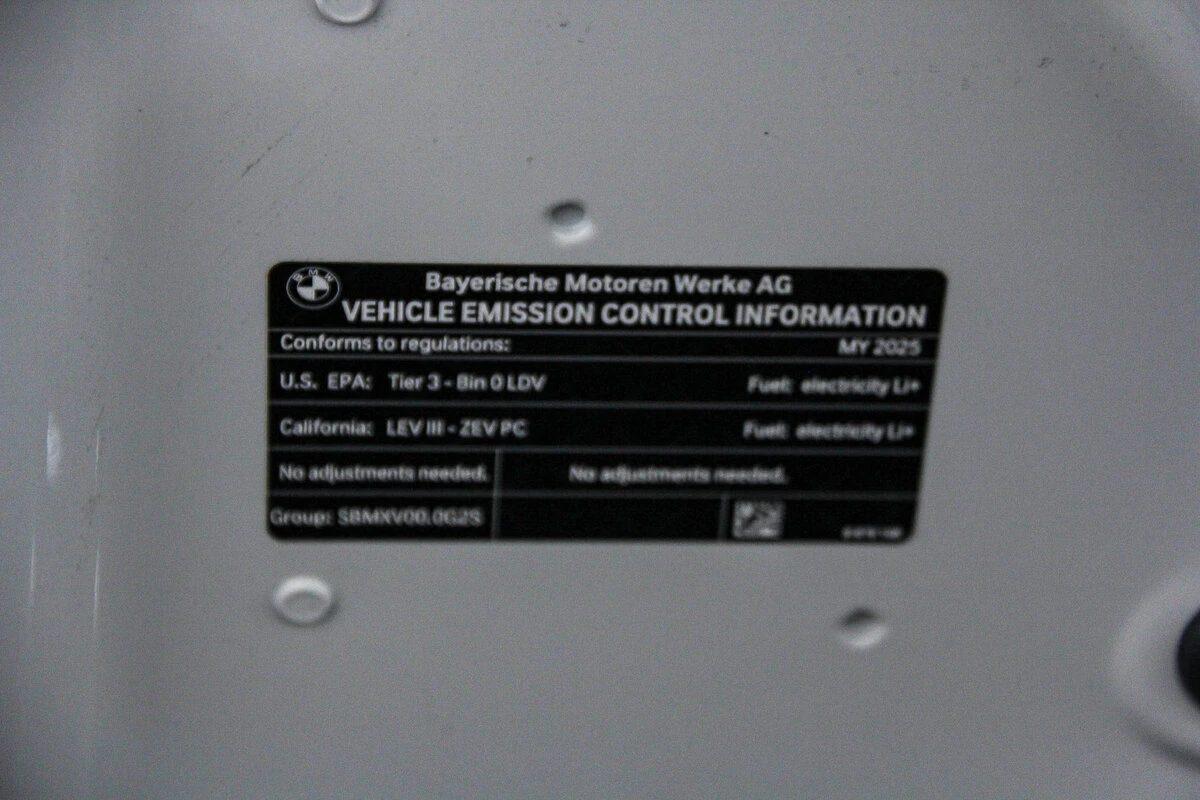 BMW
Bayerische Motoren Werke AG
VEHICLE EMISSION CONTROL INFORMATION
Conforms to regulations: MY 2025
U.S. EPA: Tier 3 - Bin 0 LDV Fuel: electricity Li+
California: LEV III - ZEV PC Fuel: electricity Li+
No adjustments needed. No adjustments needed.
Group: SBMXV00.0G2S